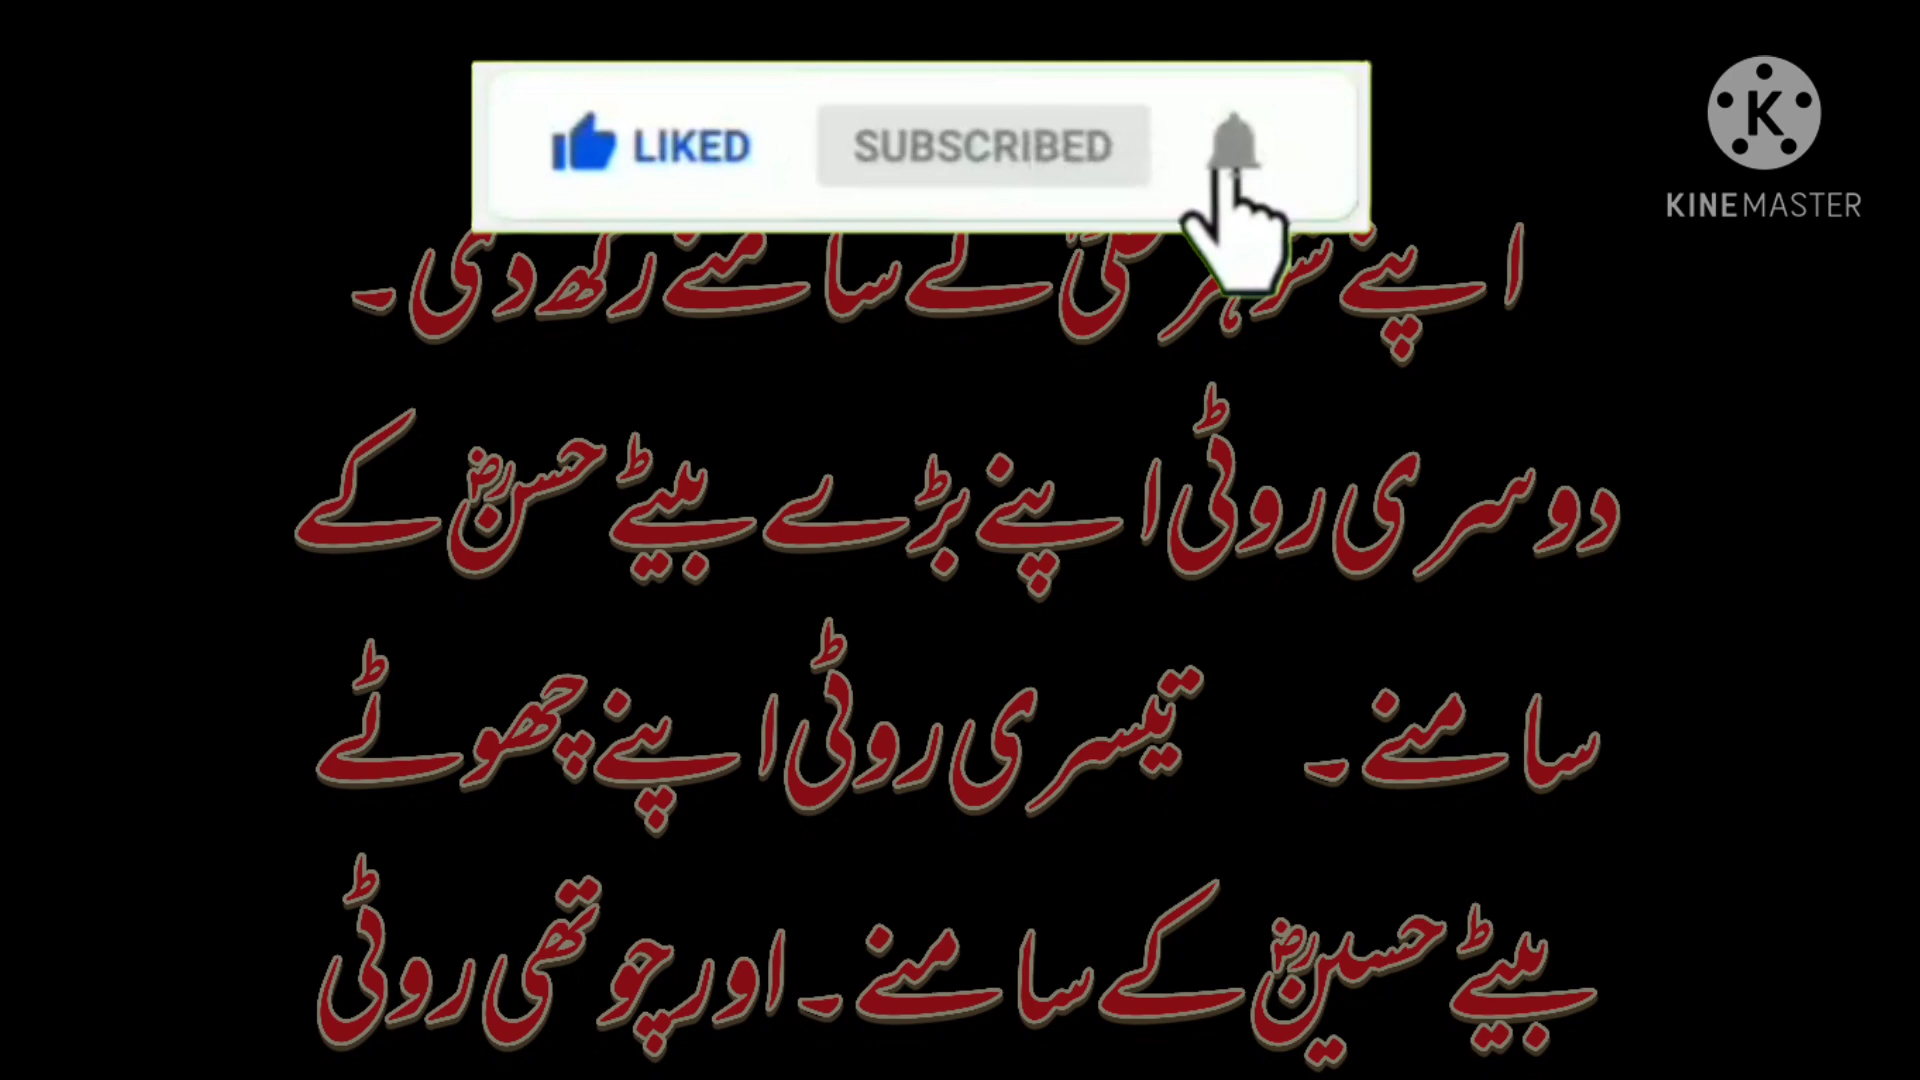 LIKED SUBSCRIBED
KINEMASTER
اپنے شوہر علیؓ کے سامنے رکھ دی۔
دوسری روٹی اپنے بڑے بیٹے حسنؓ کے
سامنے۔ تیسری روٹی اپنے چھوٹے
بیٹے حسینؓ کے سامنے۔ اور چوتھی روٹی